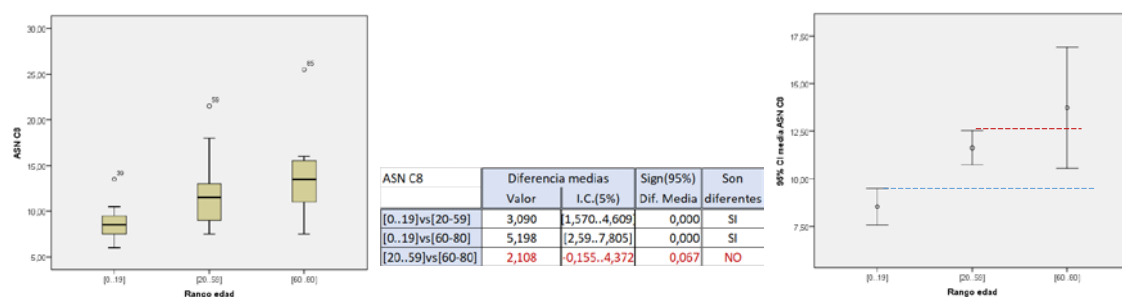 30,00
25,00
20,00
15,00
10,00
5,00
ASN C8
39
56
85
[0..19]
[20..59]
[60..80]
Rango edad
ASN C8 Diferencia medias Sign(95%) Son
Valor I.C.(5%) Dif. Media diferentes
[0..19]vs[20-59] 3,090 [1,570..4,609] 0,000 SI
[0..19]vs[60-80] 5,198 [2,59..7,805] 0,000 SI
[20..59]vs[60-80] 2,108 -0,155..4,372 0,067 NO
17,50
15,00
12,50
10,00
7,50
95% CI media ASN C8
[0..19]
[20..59]
[60..80]
Rango edad